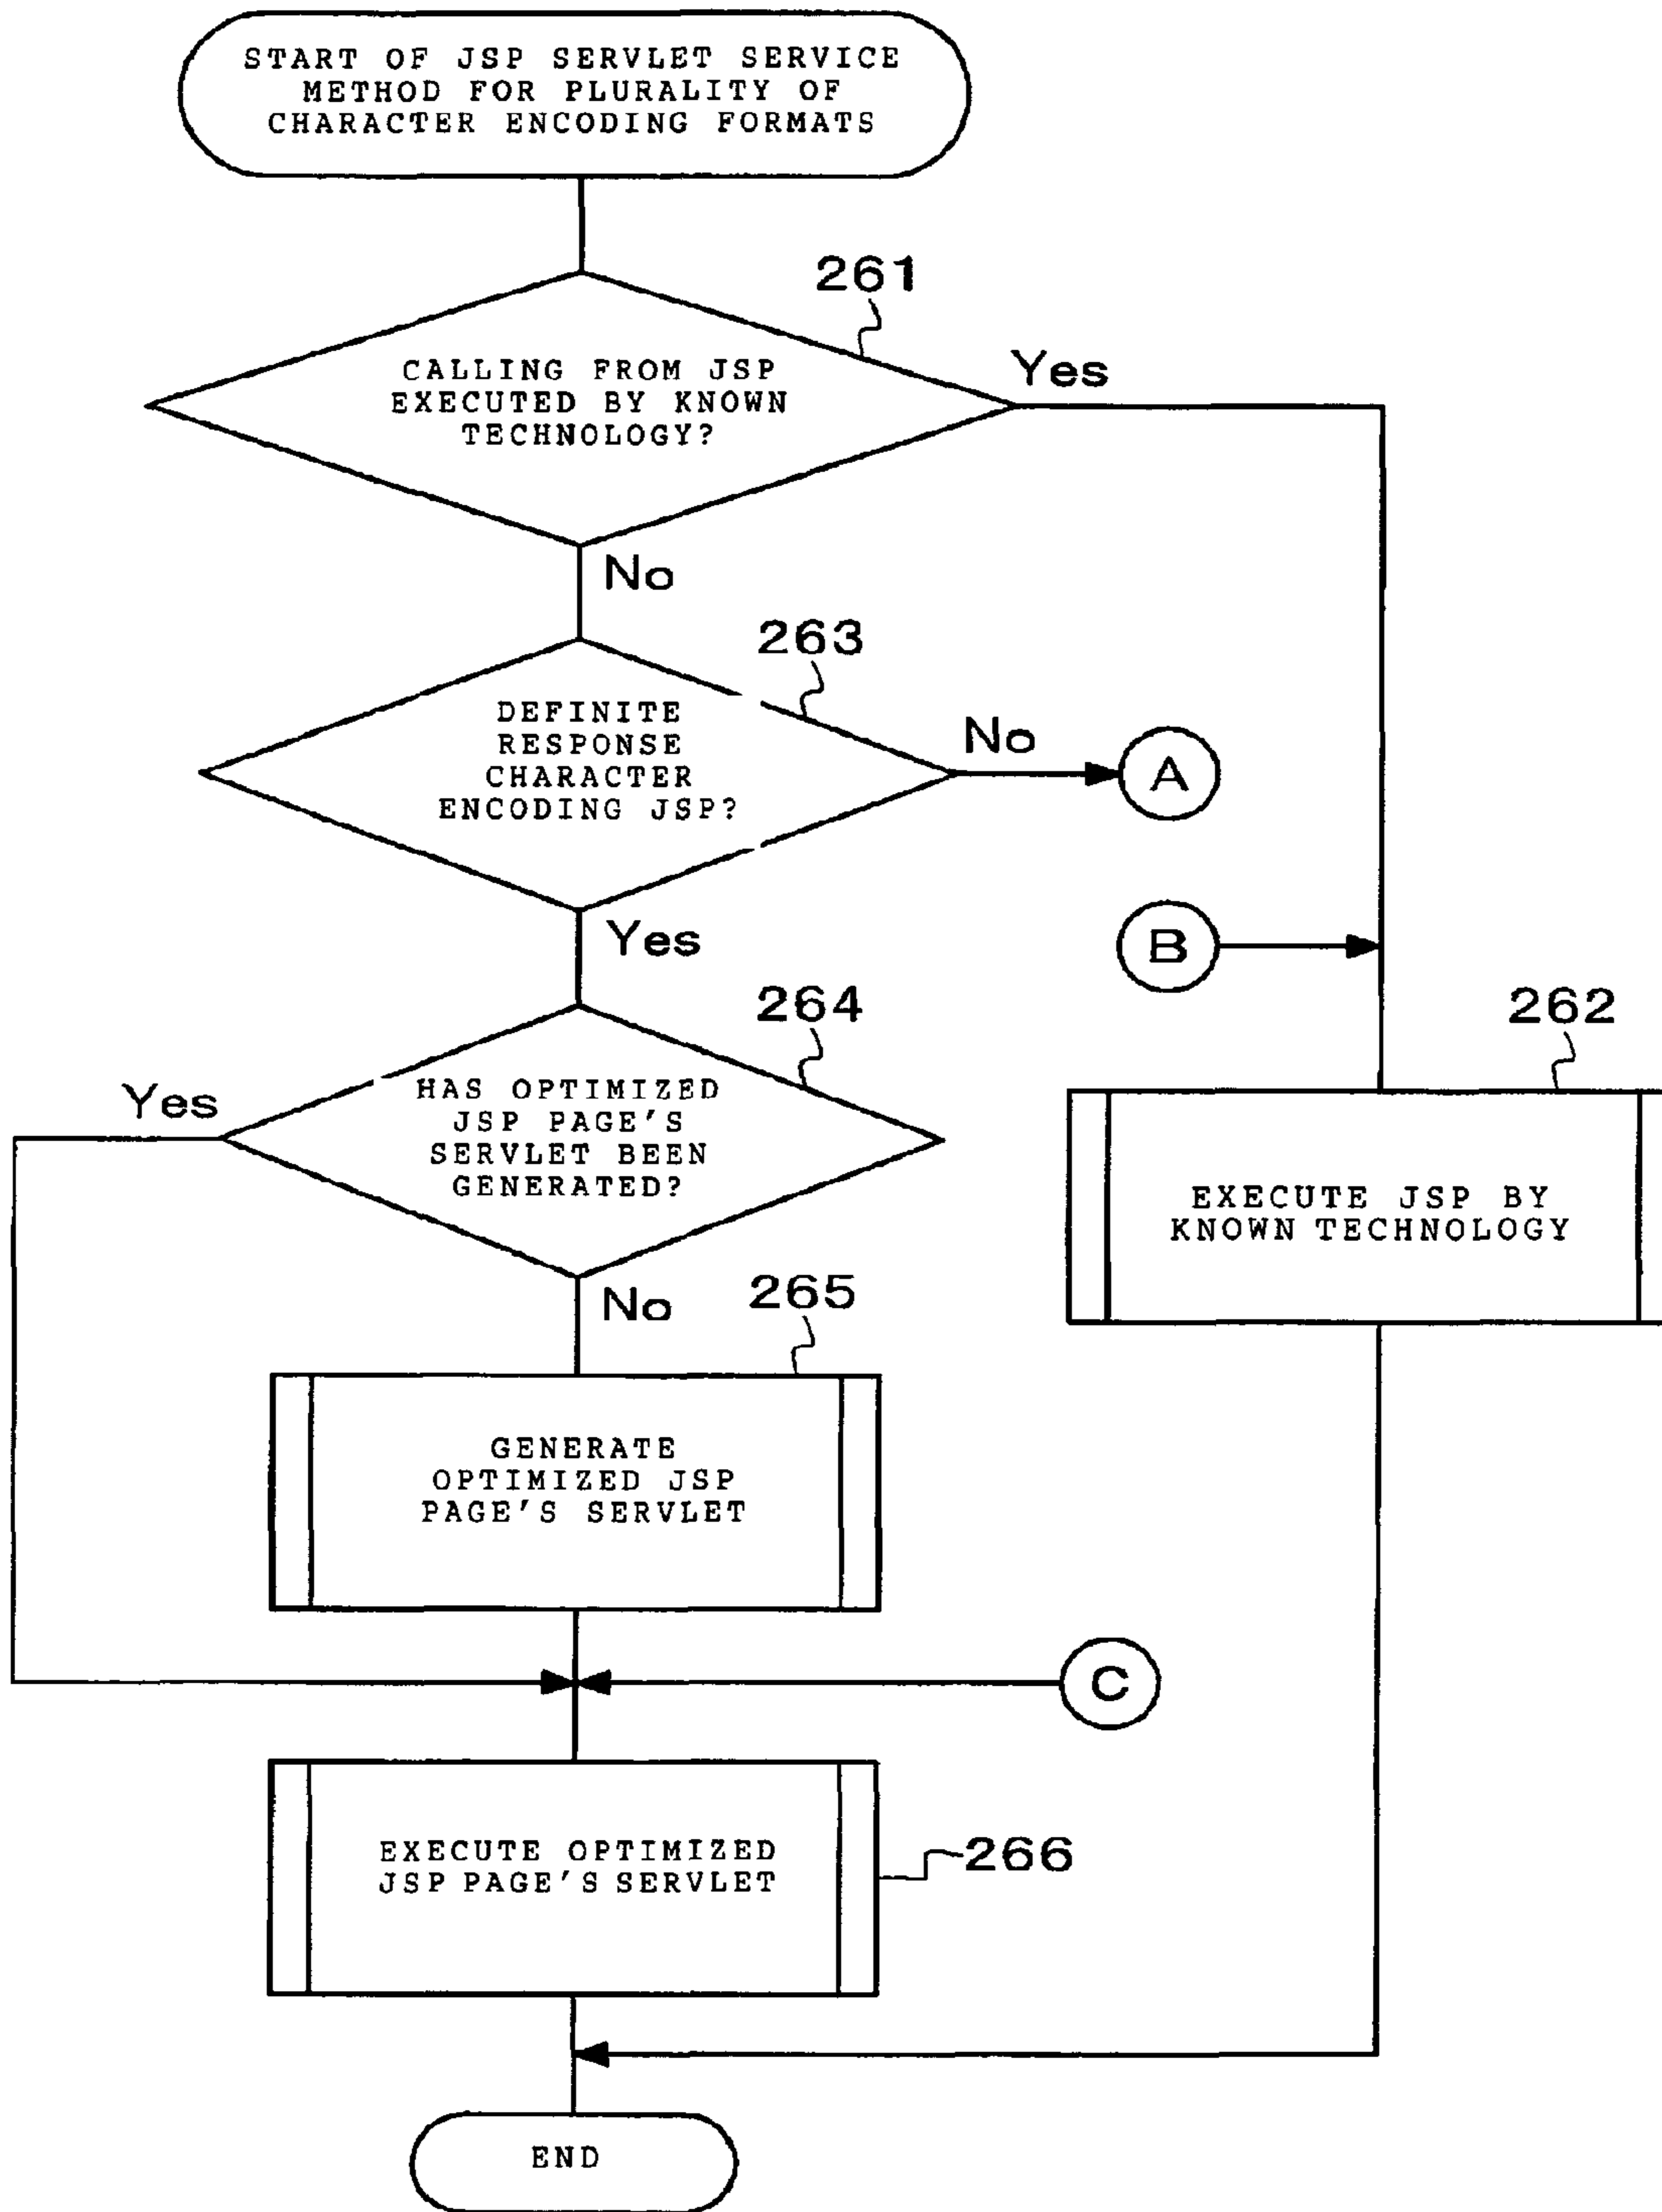 START OF JSP SERVLET SERVICE
METHOD FOR PLURALITY OF
CHARACTER ENCODING FORMATS
261
CALLING FROM JSP
EXECUTED BY KNOWN
TECHNOLOGY?
Yes
No
263
DEFINITE
RESPONSE
CHARACTER
ENCODING JSP?
No
A
Yes
B
264
262
HAS OPTIMIZED
JSP PAGE'S
SERVLET BEEN
GENERATED?
Yes
EXECUTE JSP BY
KNOWN TECHNOLOGY
No
265
GENERATE
OPTIMIZED JSP
PAGE'S SERVLET
C
EXECUTE OPTIMIZED
JSP PAGE'S SERVLET
266
END